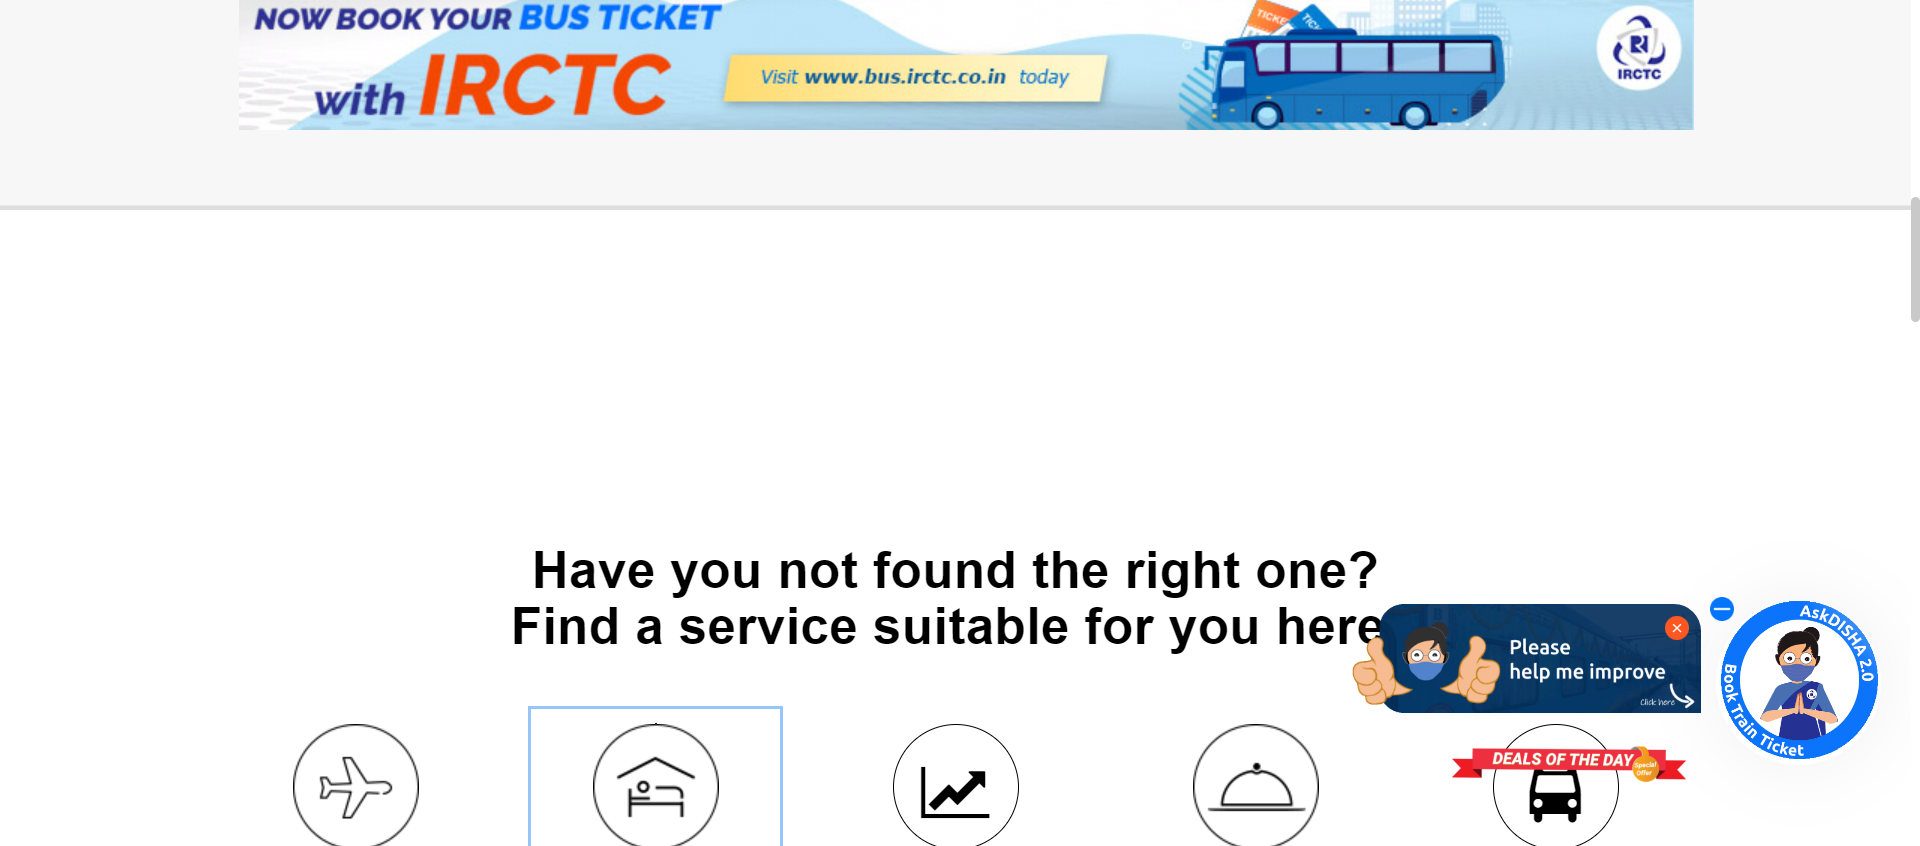 NOW BOOK YOUR BUS TICKET
with IRCTC
Visit www.bus.irctc.co.in today
IRCTC
Have you not found the right one?
Find a service suitable for you here
Please
help me improve
Click here
AskDISHA 2.0
Book Train Ticket
DEALS OF THE DAY
Special
Offer